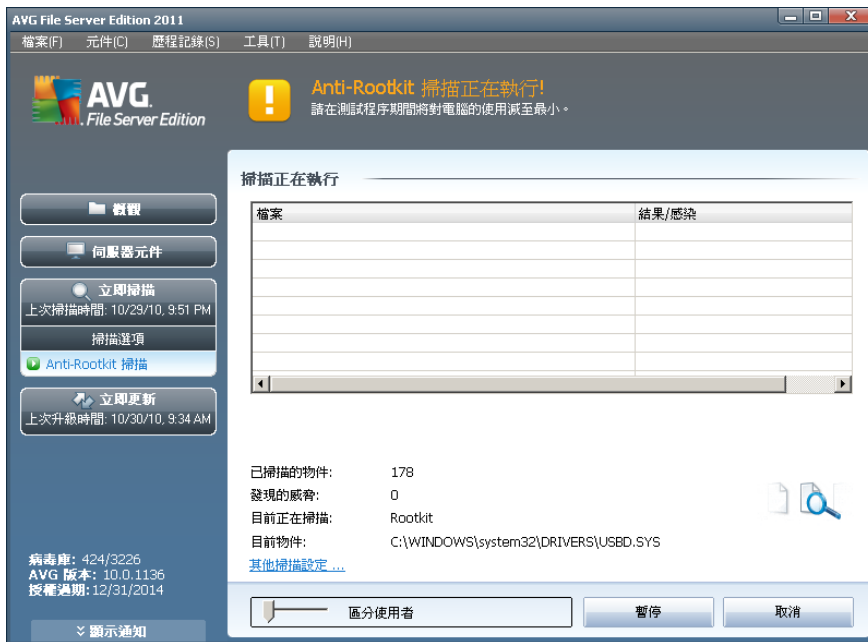 AVG File Server Edition 2011
檔案(F) 元件(C) 歷程記錄(S) 工具(T) 說明(H)
AVG.
File Server Edition
Anti-Rootkit 掃描正在執行!
請在測試程序期間將對電腦的使用減至最小。
概觀
伺服器元件
立即掃描
上次掃描時間: 10/29/10, 9:51 PM
掃描選項
Anti-Rootkit 掃描
立即更新
上次升級時間: 10/30/10, 9:34 AM
病毒庫: 424/3226
AVG 版本: 10.0.1136
授權過期: 12/31/2014
顯示通知
掃描正在執行
檔案 結果/感染
已掃描的物件: 178
發現的威脅: 0
目前正在掃描: Rootkit
目前物件: C:\WINDOWS\system32\DRIVERS\USBD.SYS
其他掃描設定 ...
區分使用者 暫停 取消